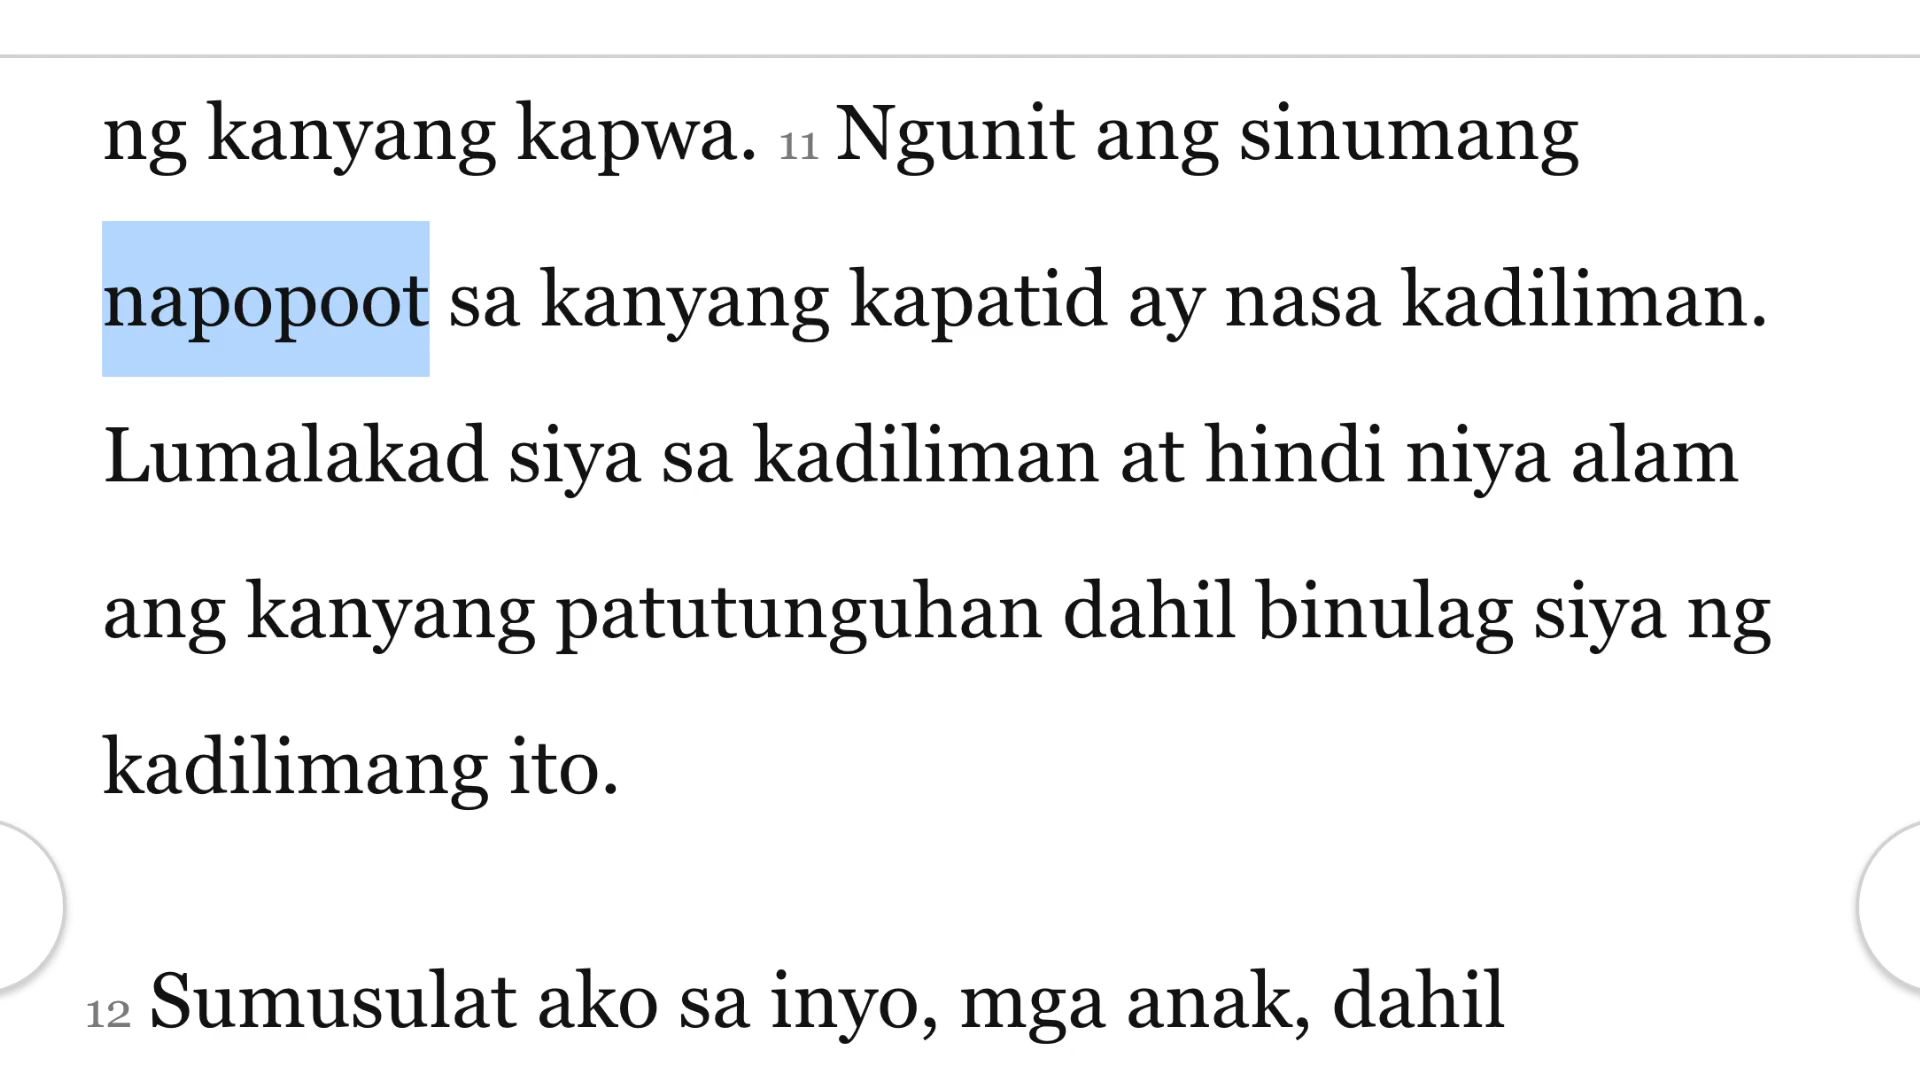 ng kanyang kapwa. 11 Ngunit ang sinumang
napopoot sa kanyang kapatid ay nasa kadiliman.
Lumalakad siya sa kadiliman at hindi niya alam
ang kanyang patutunguhan dahil binulag siya ng
kadilimang ito.
12 Sumusulat ako sa inyo, mga anak, dahil